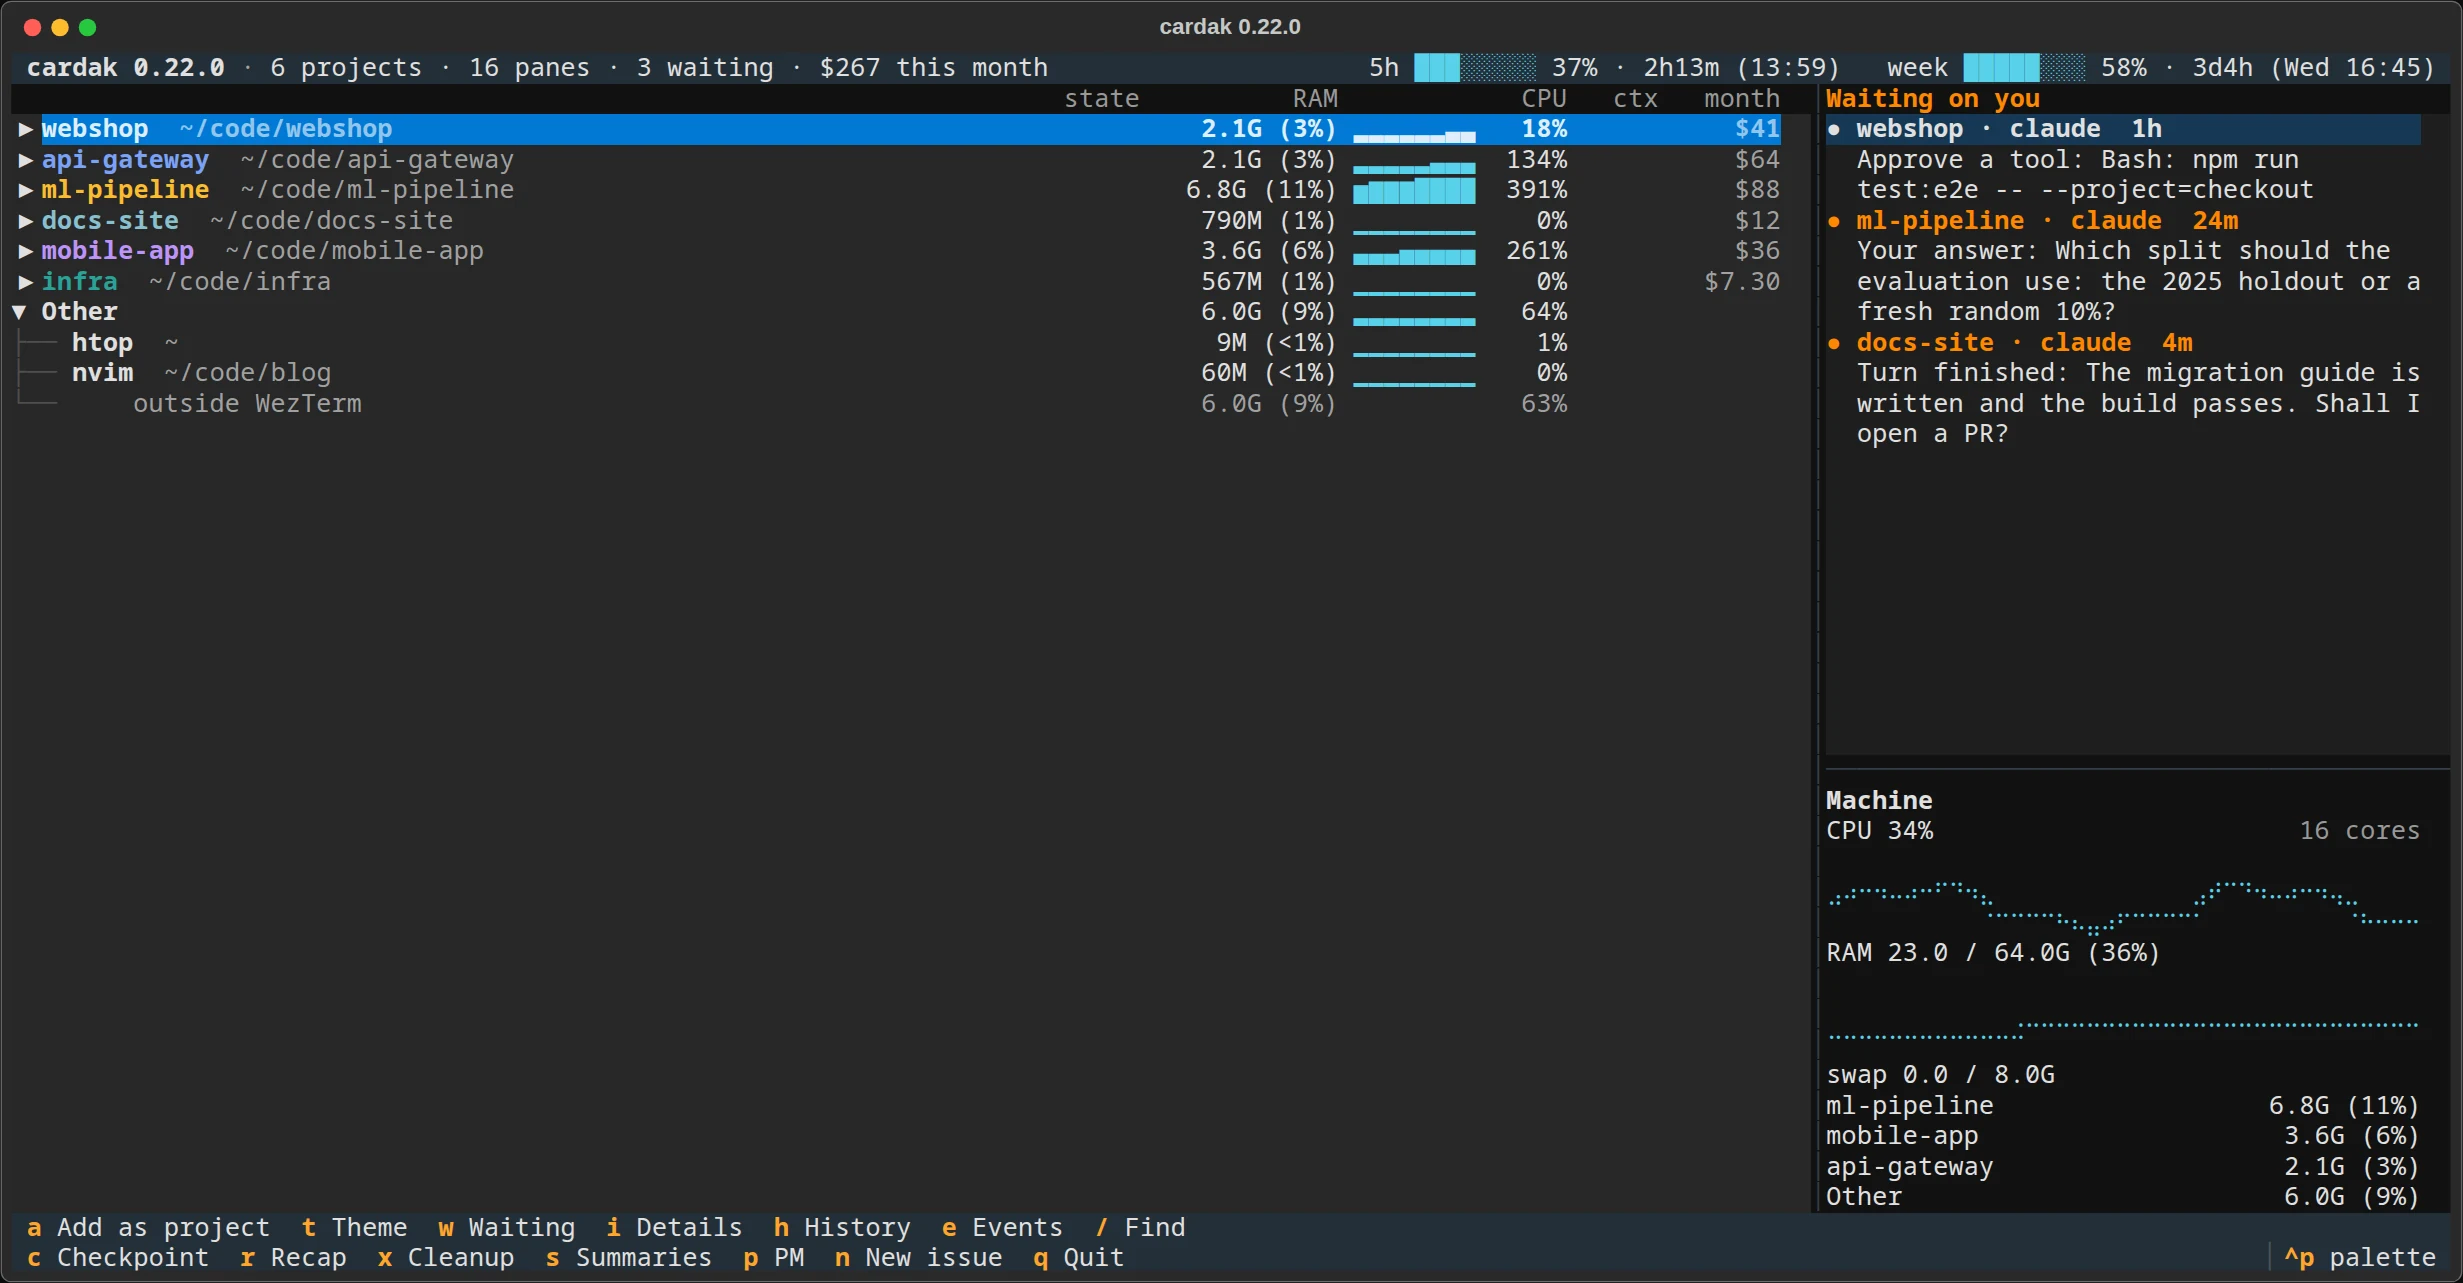 cardak 0.22.0
cardak 0.22.0 · 6 projects · 16 panes · 3 waiting · $267 this month 5h 37% · 2h13m (13:59) week 58% · 3d4h (Wed 16:45)
state RAM CPU ctx month
▶ webshop ~/code/webshop 2.1G (3%) 18% $41
▶ api-gateway ~/code/api-gateway 2.1G (3%) 134% $64
▶ ml-pipeline ~/code/ml-pipeline 6.8G (11%) 391% $88
▶ docs-site ~/code/docs-site 790M (1%) 0% $12
▶ mobile-app ~/code/mobile-app 3.6G (6%) 261% $36
▶ infra ~/code/infra 567M (1%) 0% $7.30
▼ Other 6.0G (9%) 64%
htop ~ 9M (<1%) 1%
nvim ~/code/blog 60M (<1%) 0%
outside WezTerm 6.0G (9%) 63%
Waiting on you
● webshop · claude 1h
Approve a tool: Bash: npm run
test:e2e -- --project=checkout
● ml-pipeline · claude 24m
Your answer: Which split should the
evaluation use: the 2025 holdout or a
fresh random 10%?
● docs-site · claude 4m
Turn finished: The migration guide is
written and the build passes. Shall I
open a PR?
Machine
CPU 34% 16 cores
RAM 23.0 / 64.0G (36%)
swap 0.0 / 8.0G
ml-pipeline 6.8G (11%)
mobile-app 3.6G (6%)
api-gateway 2.1G (3%)
Other 6.0G (9%)
a Add as project t Theme w Waiting i Details h History e Events / Find
c Checkpoint r Recap x Cleanup s Summaries p PM n New issue q Quit ^p palette